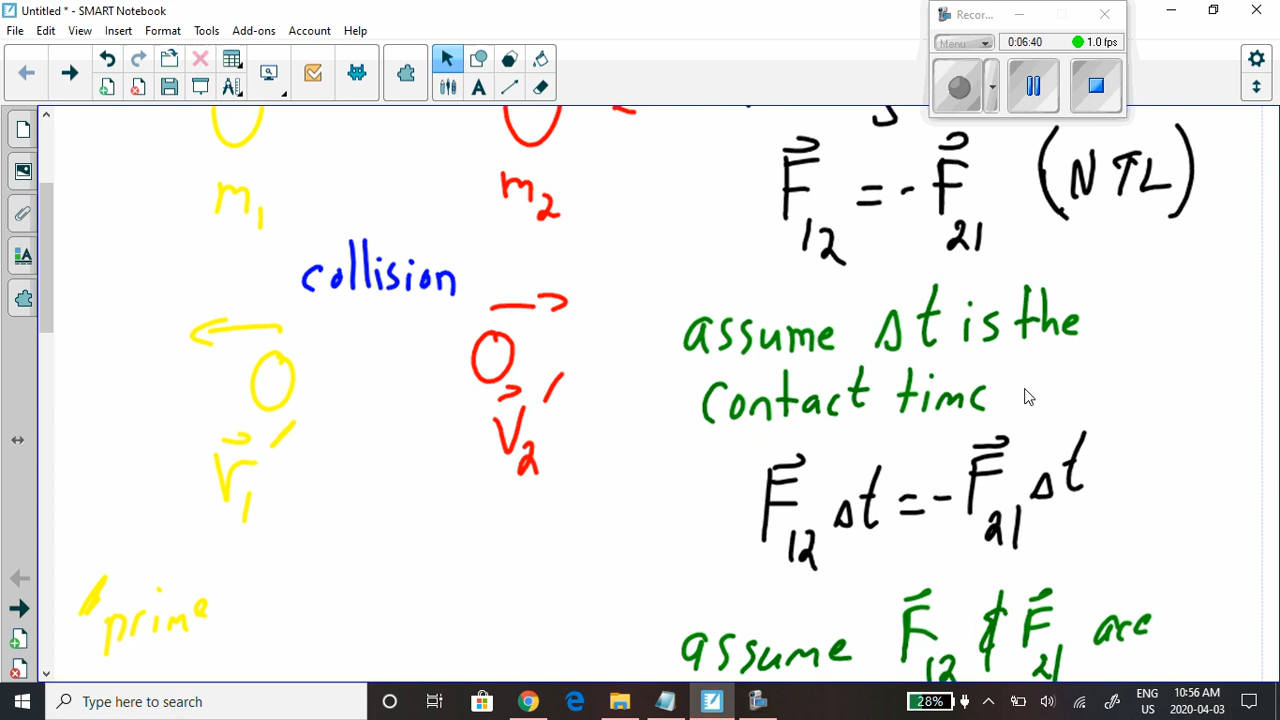 Untitled * - SMART Notebook
Recor...
File Edit View Insert Format Tools Add-ons Account Help
Menu
0:06:40
1.0 fps
m1
m2
F12 = - F21 (NTL)
collision
assume Δt is the
contact time
V2′
V1′
F12 Δt = - F21 Δt
prime
assume F12 & F21 are
Type here to search
28%
ENG
US
10:56 AM
2020-04-03